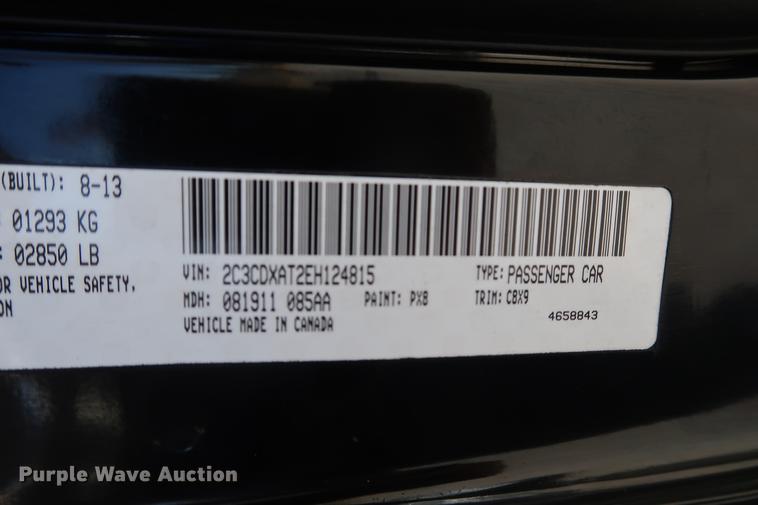 (BUILT): 8-13
: 01293 KG
: 02850 LB
OR VEHICLE SAFETY,
ON
VIN: 2C3CDXAT2EH124815 TYPE: PASSENGER CAR
MDH: 081911 085AA PAINT: PX8 TRIM: CBX9
VEHICLE MADE IN CANADA 4658843
Purple Wave Auction